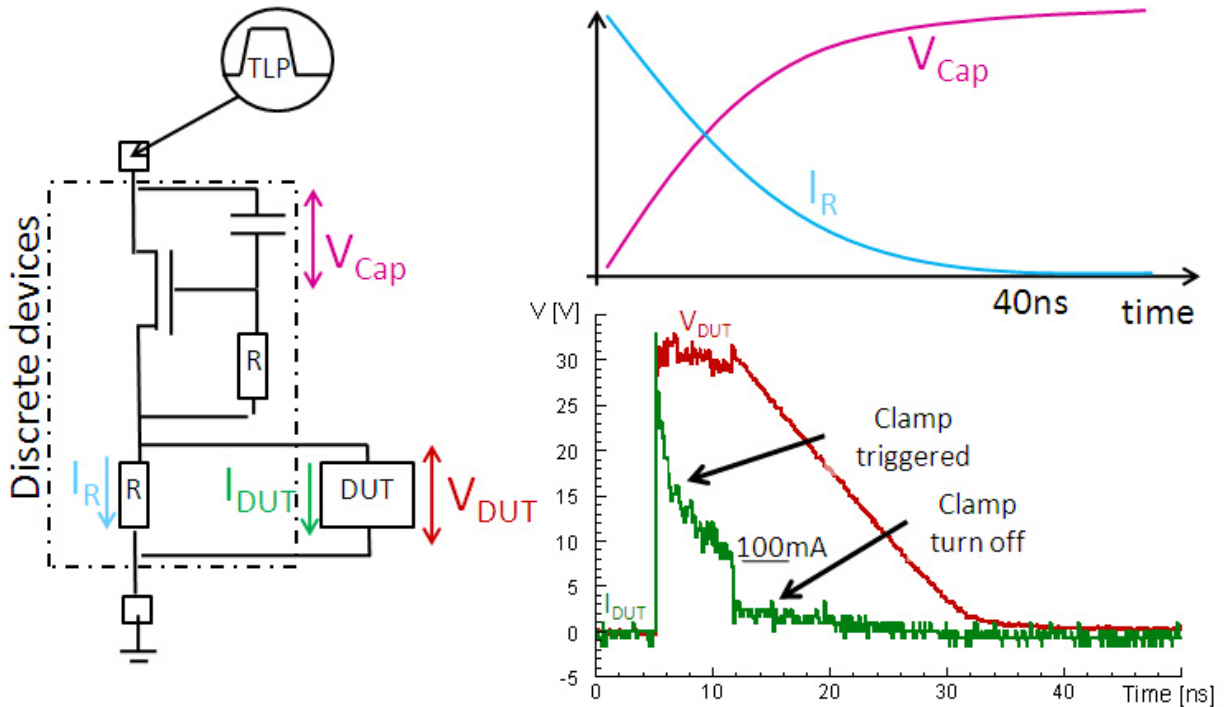 TLP
Discrete devices
V Cap
R
I R
R
I DUT
DUT
V DUT
V Cap
I R
40ns
time
V [V]
V DUT
30
25
20
15
10
5
0
-5
Clamp
triggered
Clamp
turn off
100mA
I DUT
0
10
20
30
40
Time [ns]